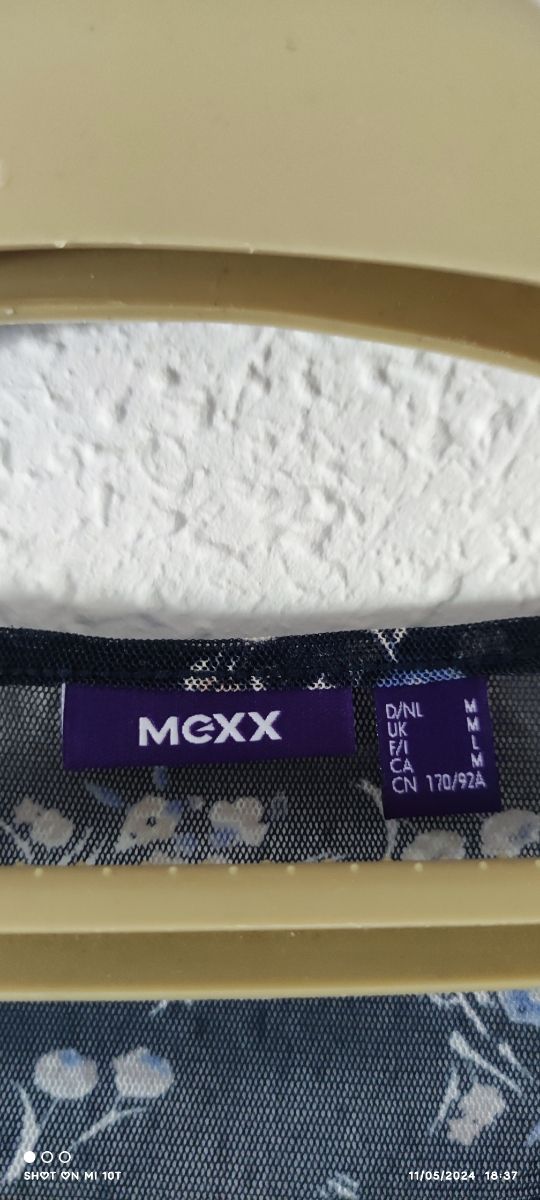 MEXX
D/NL M
UK M
F/I L
CA M
CN 170/92A
SHOT ON MI 10T
11/05/2024 18:37